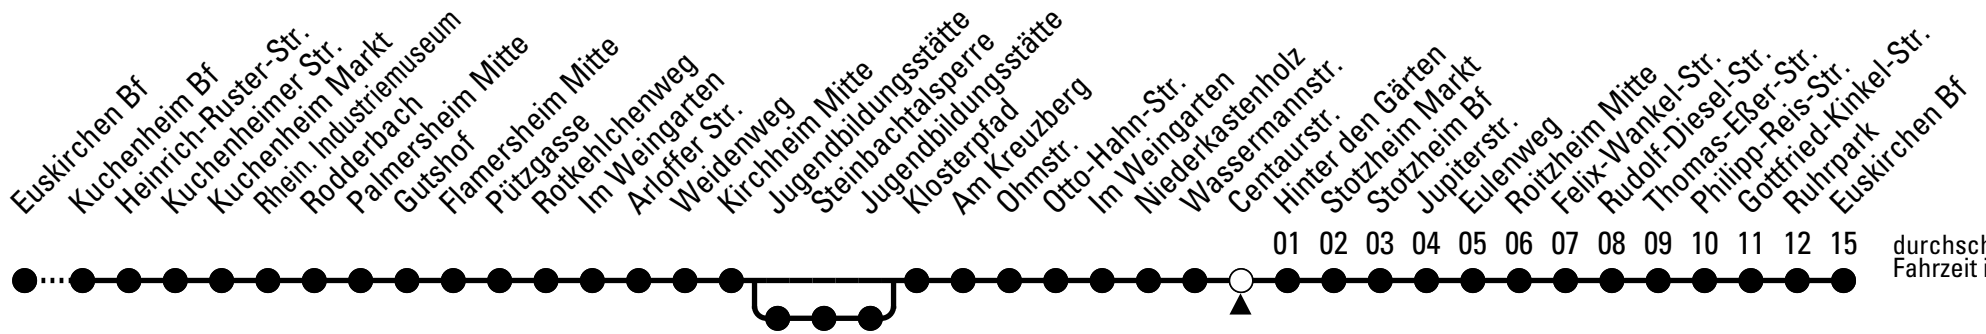 Euskirchen Bf
Kuchenheim Bf
Heinrich-Ruster-Str.
Kuchenheimer Str.
Kuchenheim Markt
Rhein. Industriemuseum
Rodderbach
Palmersheim Mitte
Gutshof
Flamersheim Mitte
Pützgasse
Rotkehlchenweg
Im Weingarten
Arloffer Str.
Weidenweg
Kirchheim Mitte
Jugendbildungsstätte
Steinbachtalsperre
Jugendbildungsstätte
Klosterpfad
Am Kreuzberg
Ohmstr.
Otto-Hahn-Str.
Im Weingarten
Niederkastenholz
Wassermannstr.
Centaurstr.
Hinter den Gärten
Stotzheim Markt
Stotzheim Bf
Jupiterstr.
Eulenweg
Roitzheim Mitte
Felix-Wankel-Str.
Rudolf-Diesel-Str.
Thomas-Eßer-Str.
Philipp-Reis-Str.
Gottfried-Kinkel-Str.
Ruhrpark
Euskirchen Bf
01 02 03 04 05 06 07 08 09 10 11 12 15
durchsch
Fahrzeit i